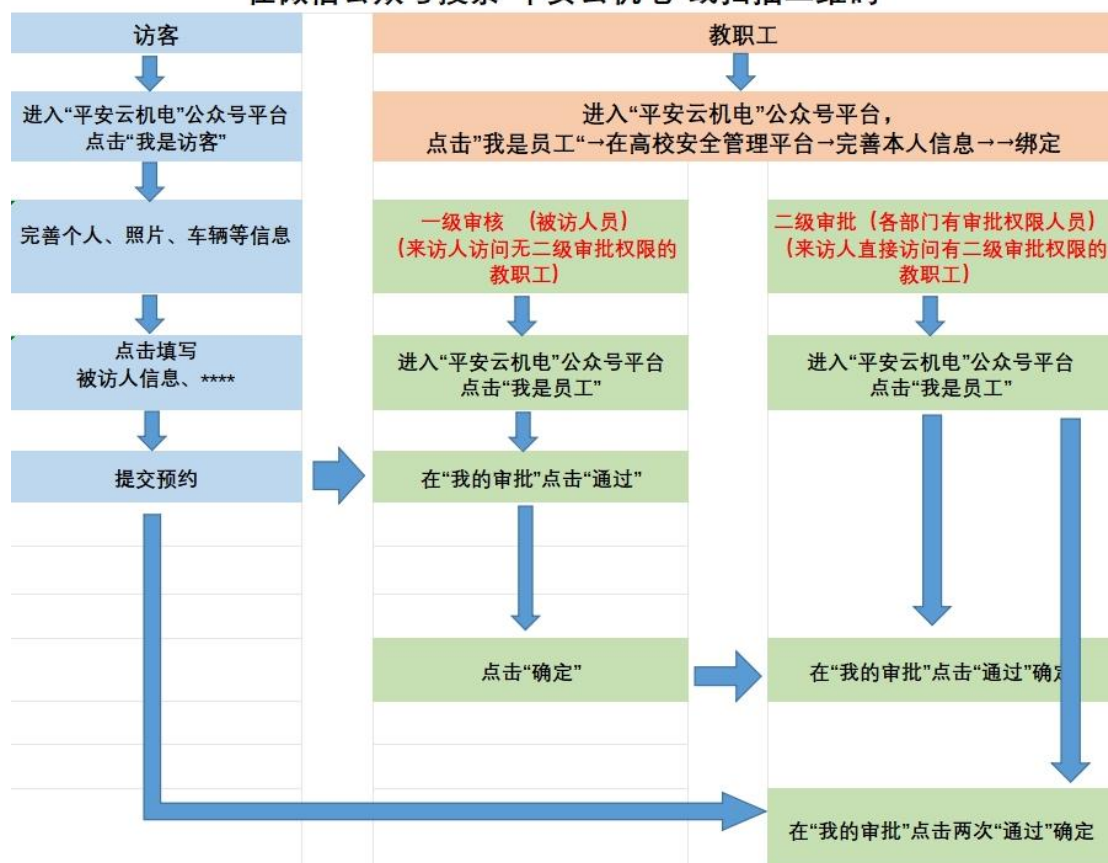 访客
教职工
进入“平安云机电”公众号平台
点击“我是访客”
进入“平安云机电”公众号平台，
点击”我是员工“→在高校安全管理平台→完善本人信息→→绑定
完善个人、照片、车辆等信息
一级审核 （被访人员）
（来访人访问无二级审批权限的
教职工）
二级审批（各部门有审批权限人员）
（来访人直接访问有二级审批权限的
教职工）
点击填写
被访人信息、****
进入“平安云机电”公众号平台
点击“我是员工”
进入“平安云机电”公众号平台
点击“我是员工”
提交预约
在“我的审批”点击“通过”
点击“确定”
在“我的审批”点击“通过”确定
在“我的审批”点击两次“通过”确定